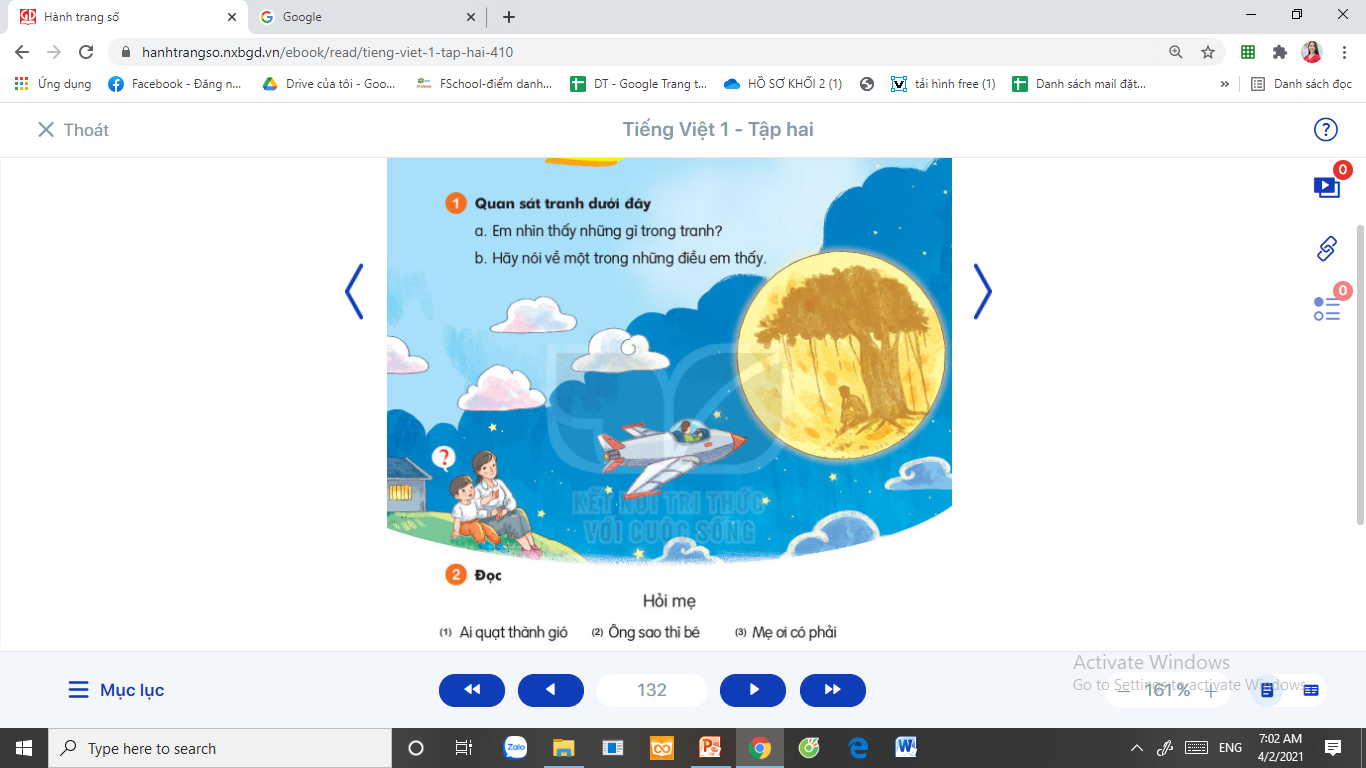 Hành trang số
Google
hanhtrangso.nxbgd.vn/ebook/read/tieng-viet-1-tap-hai-410
Ứng dụng
Facebook - Đăng n...
Drive của tôi - Goo...
FSchool-điểm danh...
DT - Google Trang t...
HỒ SƠ KHỐI 2 (1)
tải hình free (1)
Danh sách mail đặt...
»
Danh sách đọc
Thoát
Tiếng Việt 1 - Tập hai
?
0
0
1 Quan sát tranh dưới đây
a. Em nhìn thấy những gì trong tranh?
b. Hãy nói về một trong những điều em thấy.
?
KẾT NỐI TRI THỨC
VỚI CUỘC SỐNG
2 Đọc
Hỏi mẹ
(1) Ai quạt thành gió
(2) Ông sao thì bé
(3) Mẹ ơi có phải
Mục lục
132
161 %
Activate Windows
Go to Settings to activate Windows.
Type here to search
Zalo
ENG
7:02 AM
4/2/2021